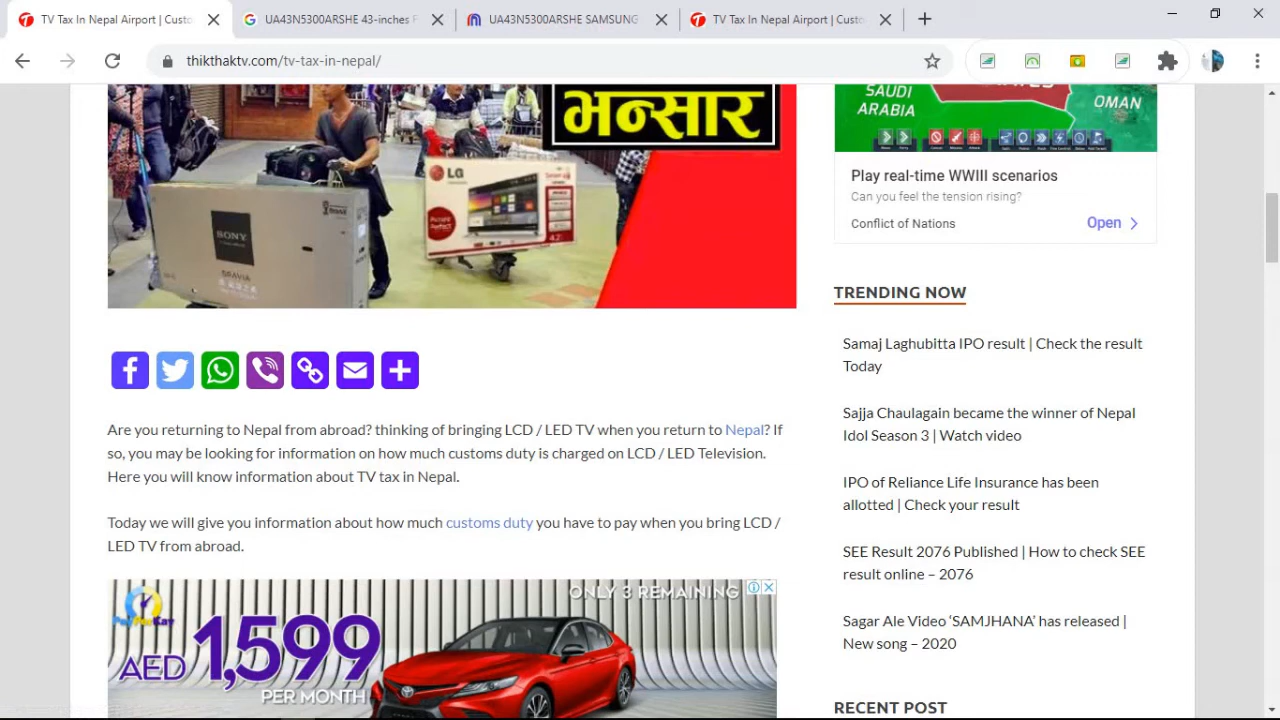 TV Tax In Nepal Airport | Custo
UA43N5300ARSHE 43-inches F
UA43N5300ARSHE SAMSUNG
TV Tax In Nepal Airport | Custo
thikthaktv.com/tv-tax-in-nepal/
भन्सार
LG
SONY
BRAVIA
SAUDI
ARABIA
OMAN
Play real-time WWIII scenarios
Can you feel the tension rising?
Conflict of Nations
Open
TRENDING NOW
Samaj Laghubitta IPO result | Check the result
Today
Sajja Chaulagain became the winner of Nepal
Idol Season 3 | Watch video
IPO of Reliance Life Insurance has been
allotted | Check your result
SEE Result 2076 Published | How to check SEE
result online – 2076
Sagar Ale Video ‘SAMJHANA’ has released |
New song – 2020
RECENT POST
Are you returning to Nepal from abroad? thinking of bringing LCD / LED TV when you return to Nepal? If
so, you may be looking for information on how much customs duty is charged on LCD / LED Television.
Here you will know information about TV tax in Nepal.
Today we will give you information about how much customs duty you have to pay when you bring LCD /
LED TV from abroad.
ONLY 3 REMAINING
AED 1,599
PER MONTH